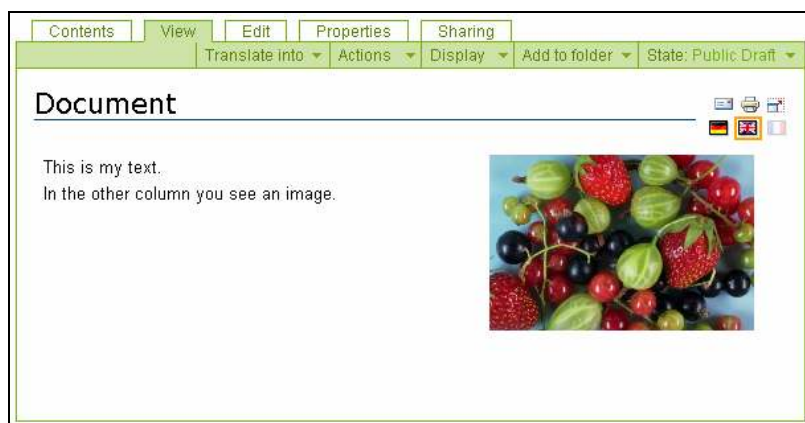 Contents View Edit Properties Sharing
Translate into Actions Display Add to folder State: Public Draft
Document
This is my text.
In the other column you see an image.